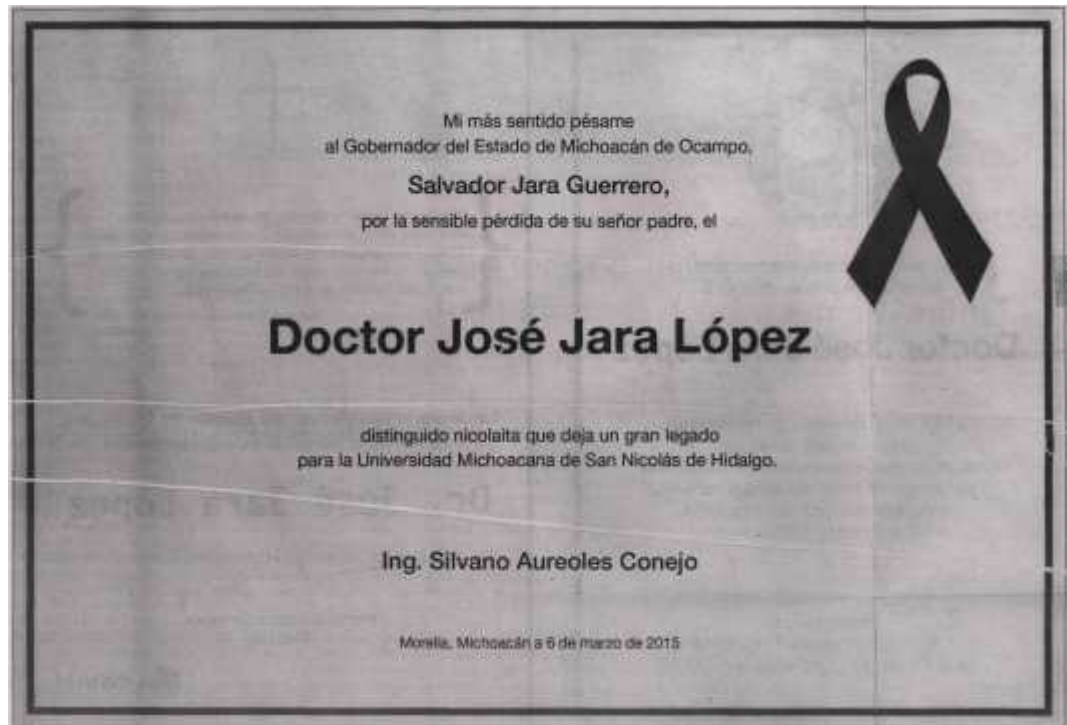 Mi más sentido pésame
al Gobernador del Estado de Michoacán de Ocampo,
Salvador Jara Guerrero,
por la sensible pérdida de su señor padre, el
Doctor José Jara López
distinguido nicolaita que deja un gran legado
para la Universidad Michoacana de San Nicolás de Hidalgo.
Ing. Silvano Aureoles Conejo
Morelia, Michoacán a 6 de marzo de 2015